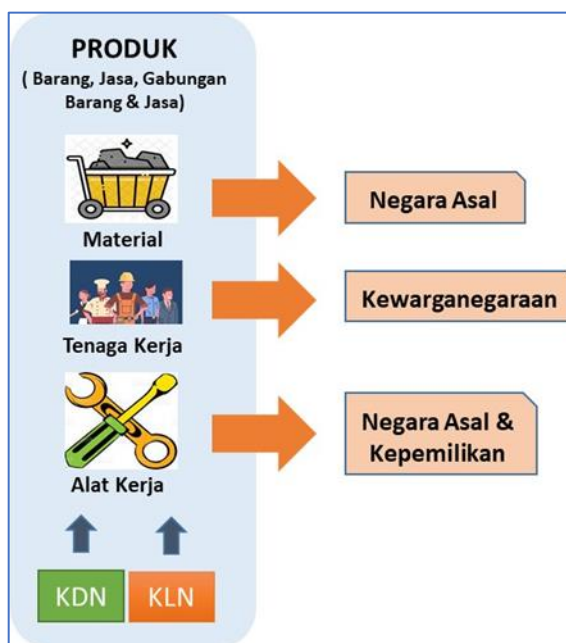 PRODUK
( Barang, Jasa, Gabungan
Barang & Jasa)
Material
Negara Asal
Tenaga Kerja
Kewarganegaraan
Alat Kerja
Negara Asal &
Kepemilikan
KDN
KLN